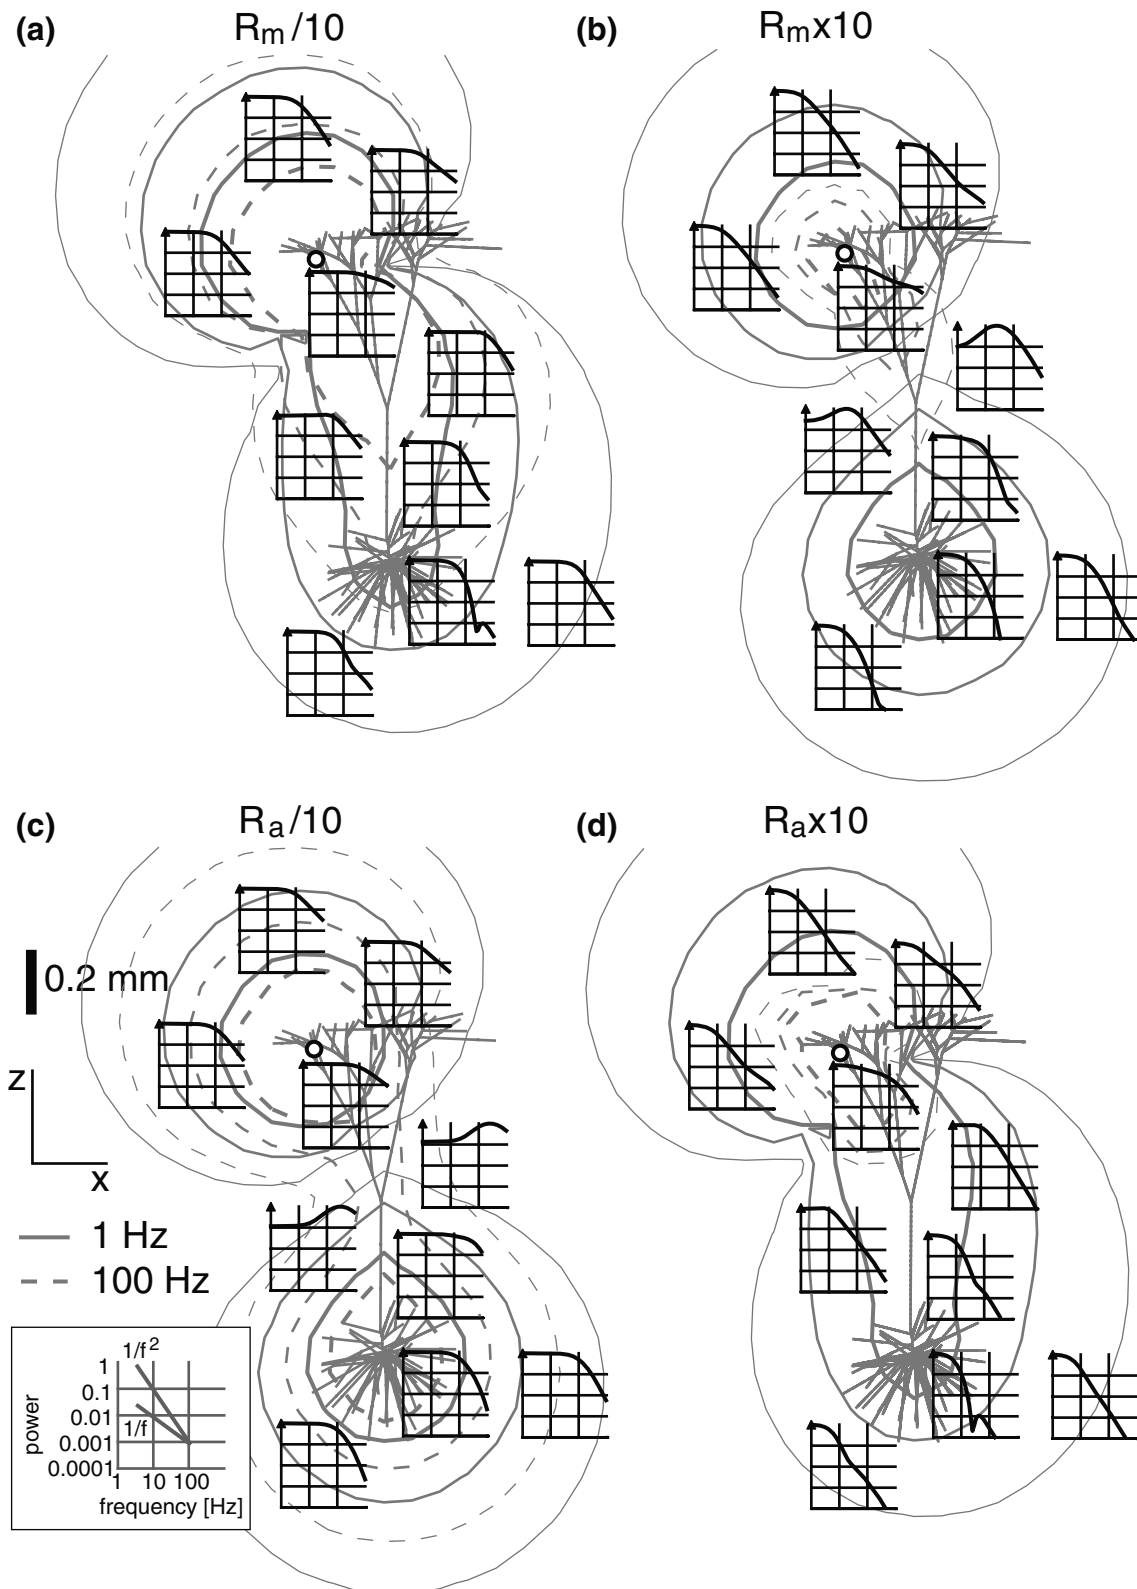 (a) Rm/10
(b) Rmx10
(c) Ra/10
(d) Rax10
0.2 mm
z
x
1 Hz
100 Hz
1/f²
1
0.1
0.01
1/f
0.001
0.0001
power
1 10 100
frequency [Hz]